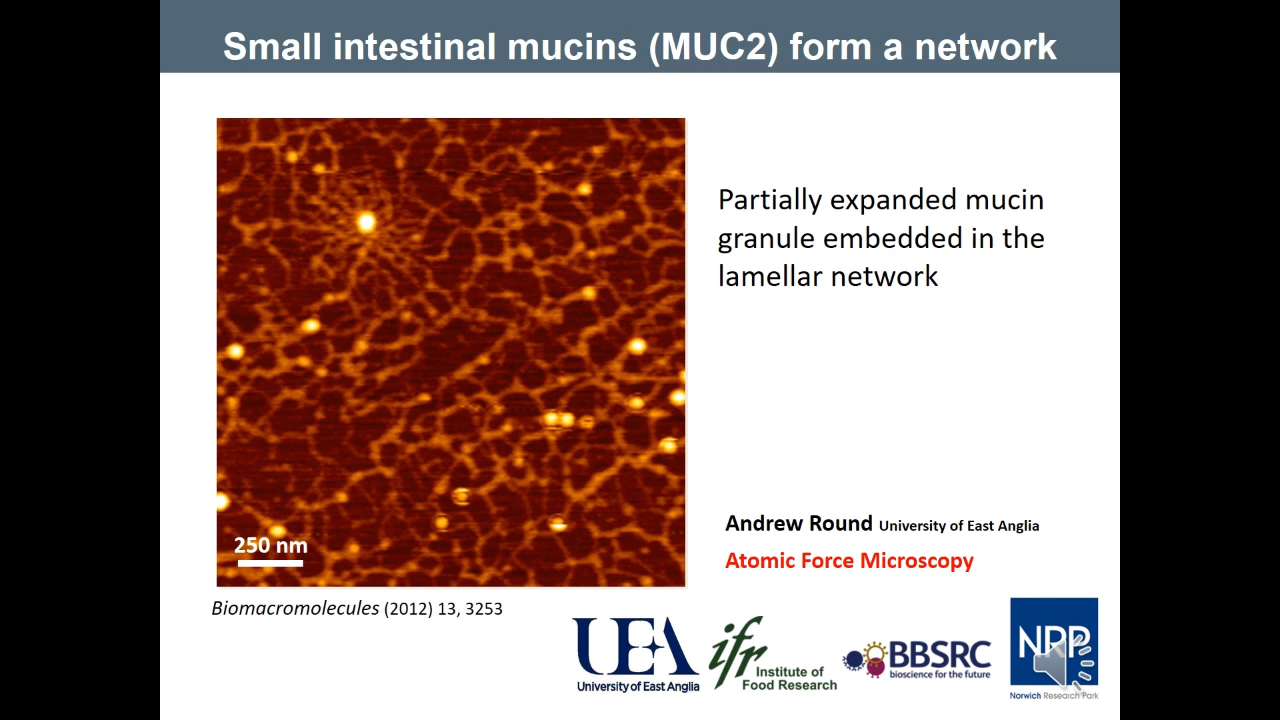 Small intestinal mucins (MUC2) form a network
Partially expanded mucin
granule embedded in the
lamellar network
250 nm
Andrew Round University of East Anglia
Atomic Force Microscopy
Biomacromolecules (2012) 13, 3253
UEA
University of East Anglia
ifr
Institute of
Food Research
BBSRC
bioscience for the future
NRP
Norwich Research Park